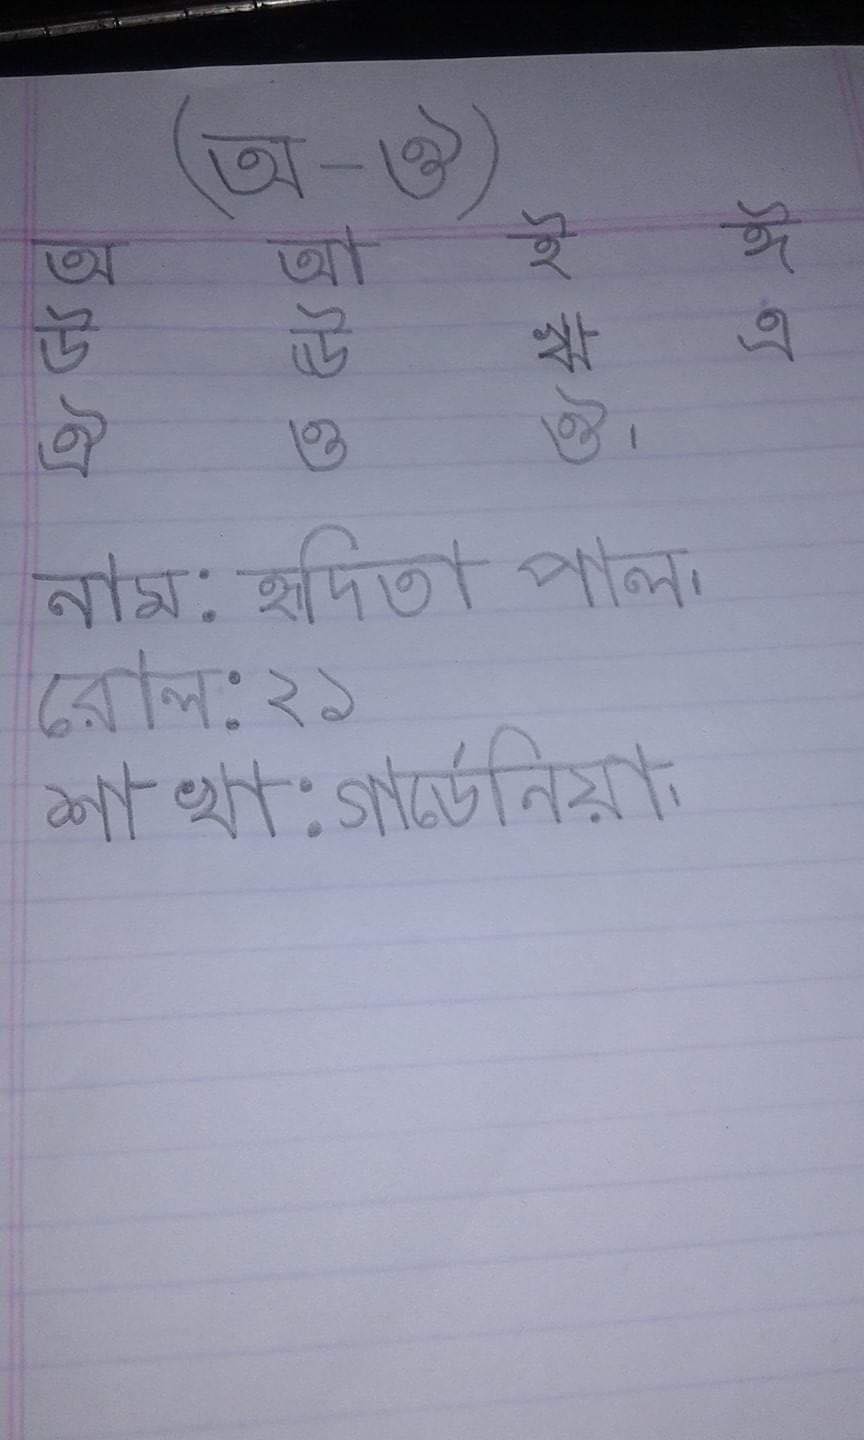 (অ-ঔ)
অ আ ই ঈ
উ ঊ ঋ এ
ঐ ও ঔ।
নাম: হৃদিতা পাল।
রোল: ২১
শাখা: গার্ডেনিয়া।